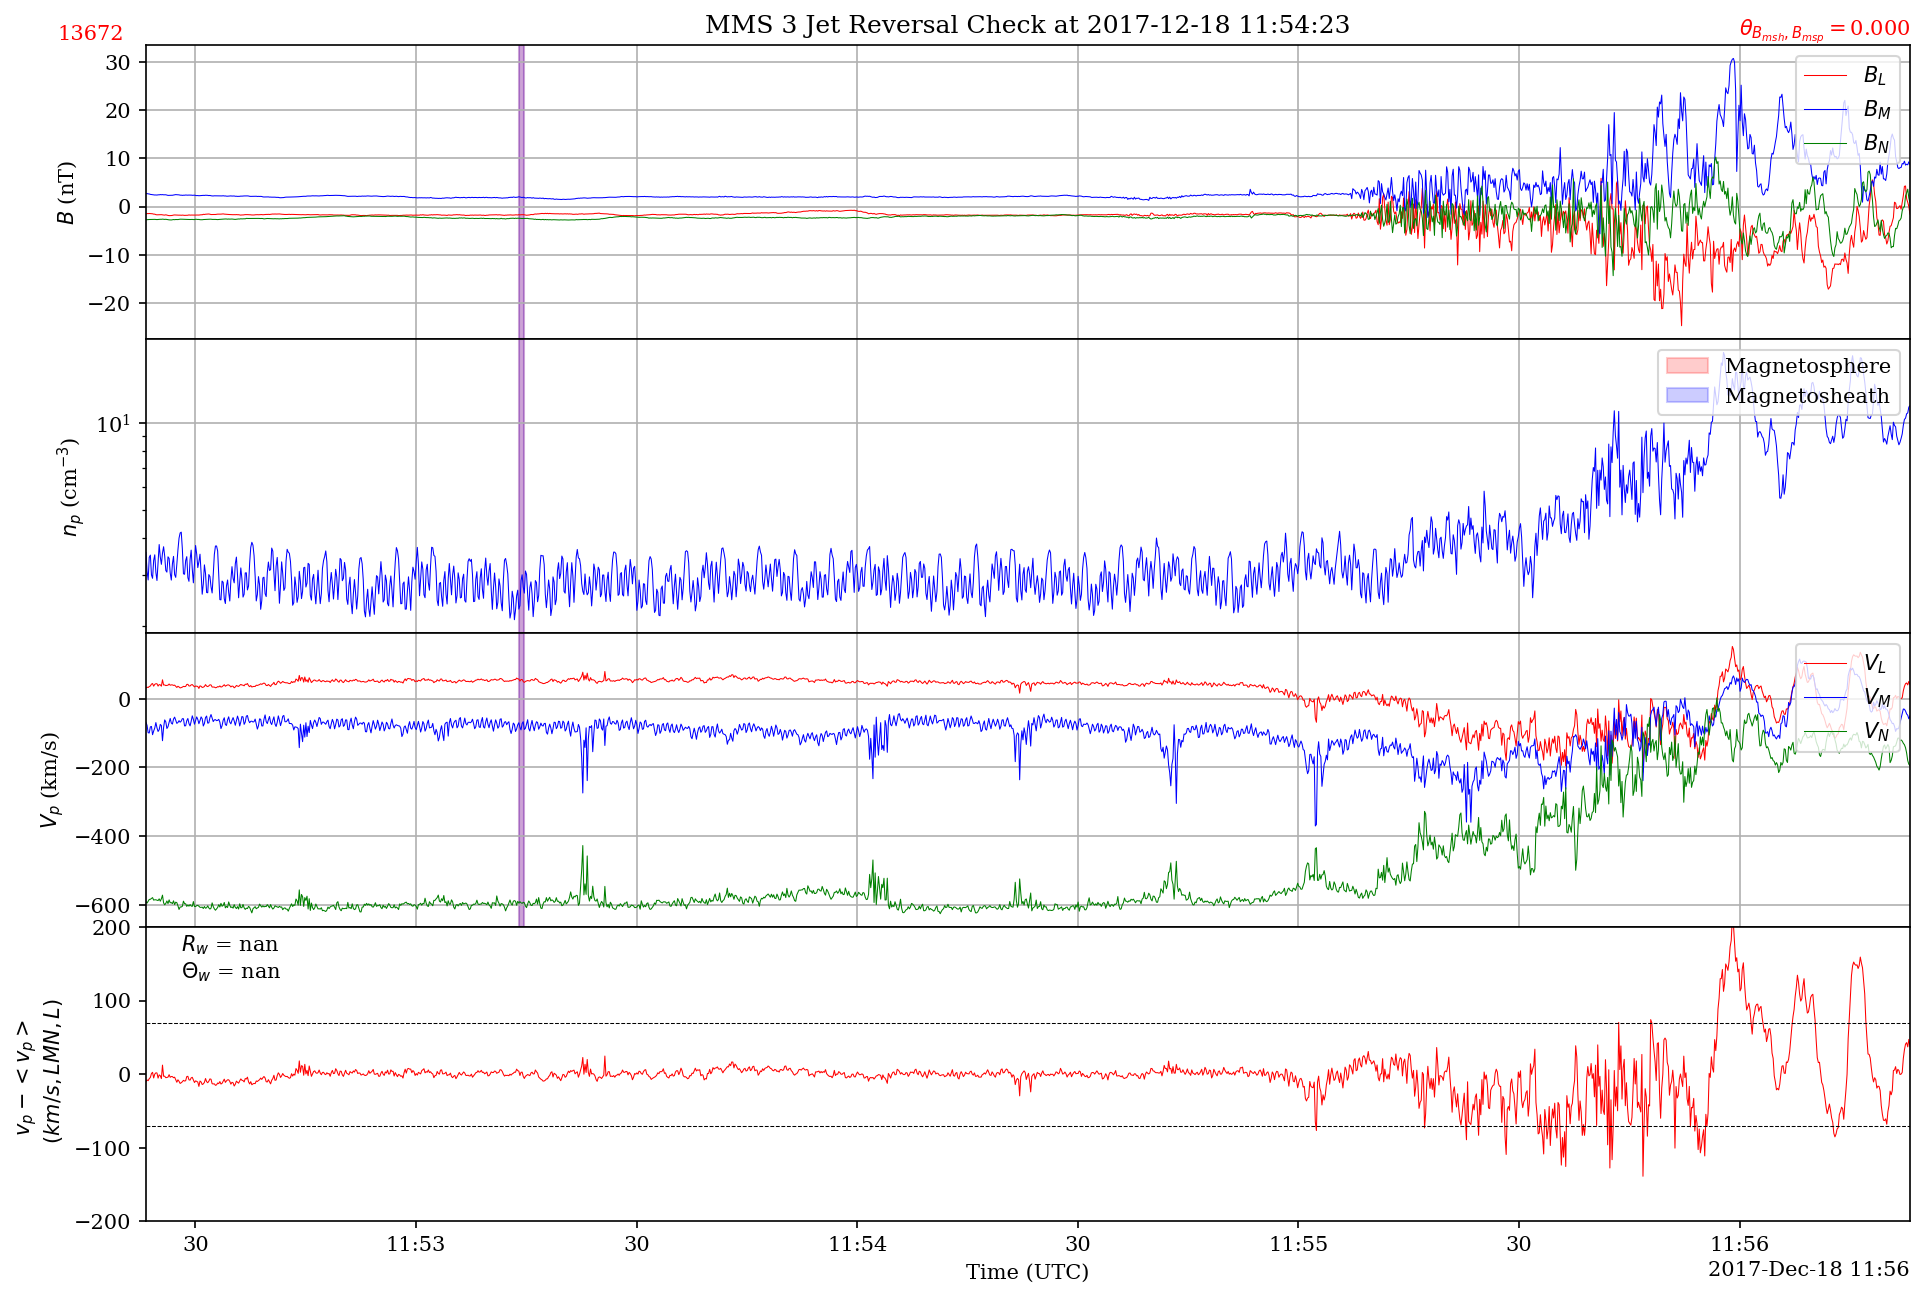 13672
MMS 3 Jet Reversal Check at 2017-12-18 11:54:23
θ_{B_{msh}, B_{msp}} = 0.000
30
20
10
0
−10
−20
B (nT)
B_L
B_M
B_N
10^1
n_p (cm^{−3})
Magnetosphere
Magnetosheath
0
−200
−400
−600
V_p (km/s)
V_L
V_M
V_N
200
100
0
−100
−200
v_p − < v_p >
(km/s, LMN, L)
R_w = nan
Θ_w = nan
30
11:53
30
11:54
30
11:55
30
11:56
Time (UTC)
2017-Dec-18 11:56